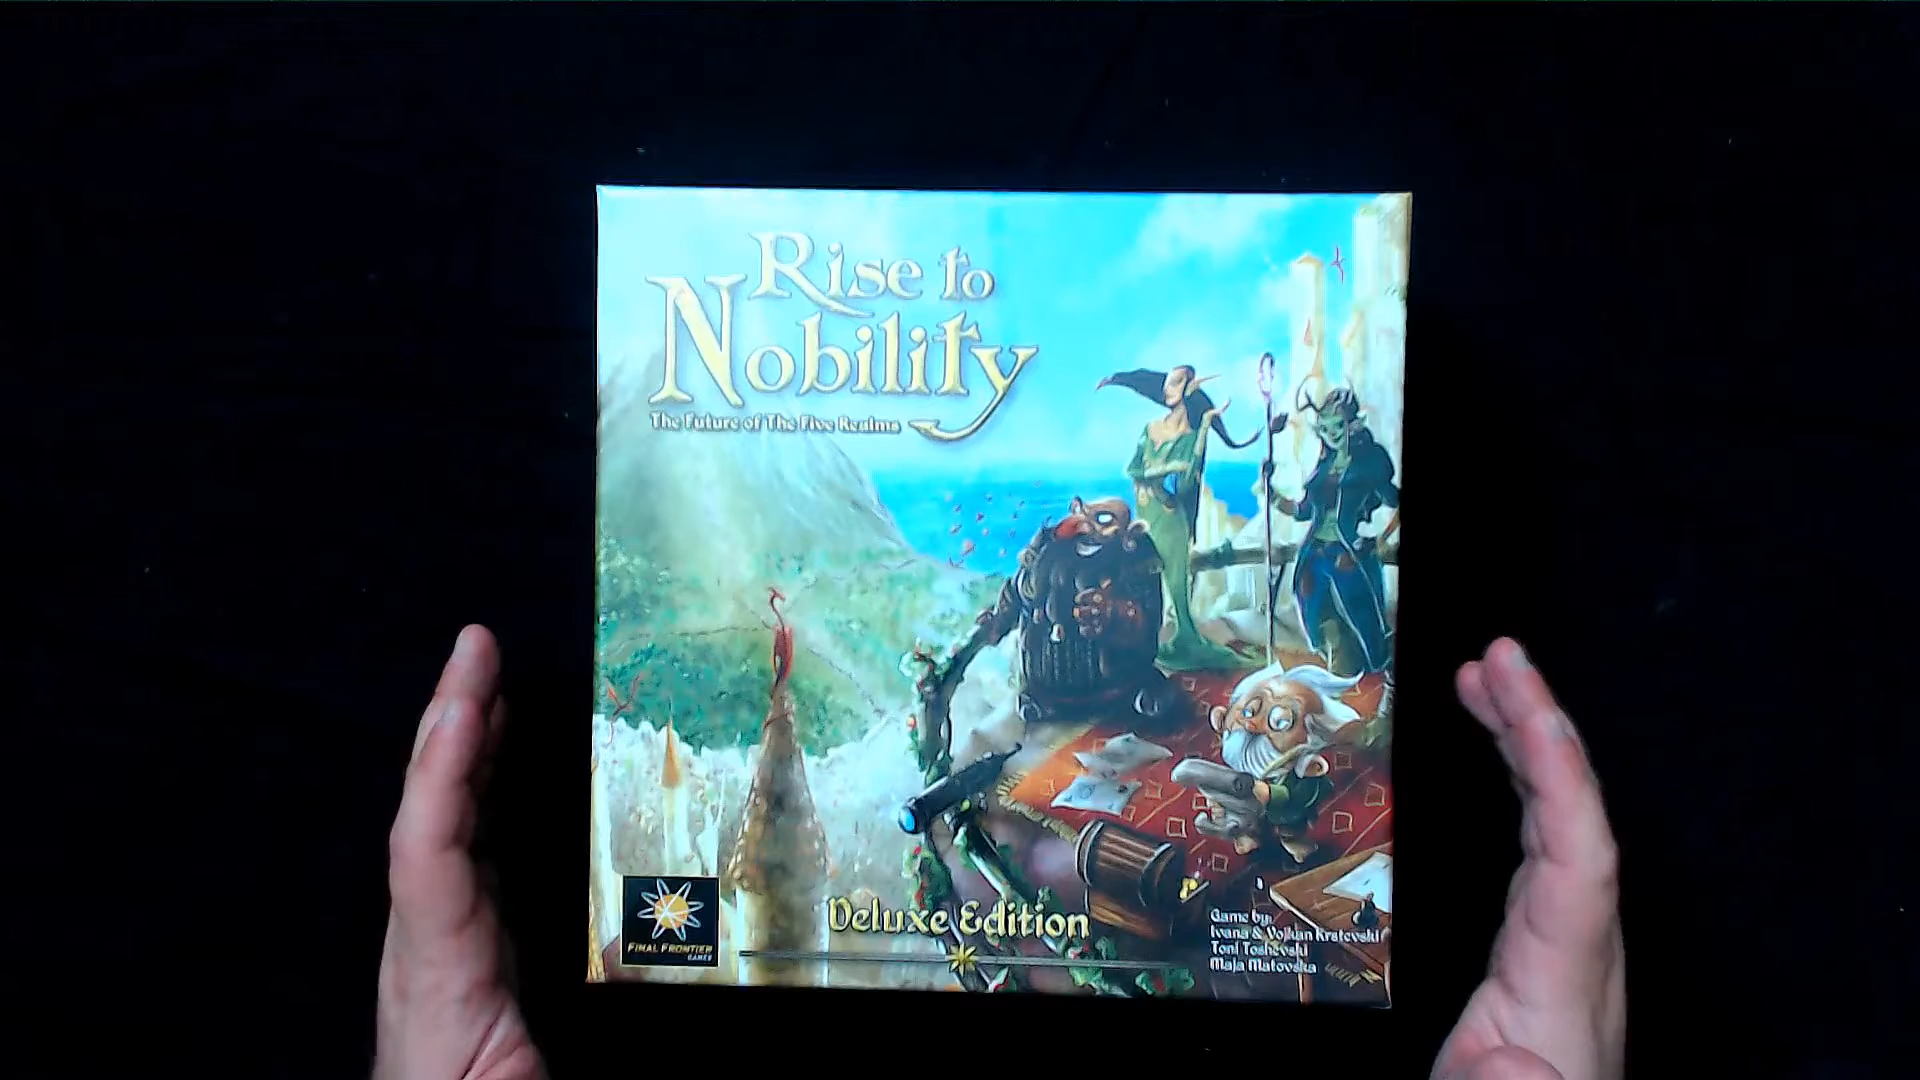 Rise to
Nobility
The Future of The Five Realms
Deluxe Edition
FINAL FRONTIER
GAMES
Game by:
Ivana & Vojkan Krstevski
Toni Toshevski
Maja Matovska